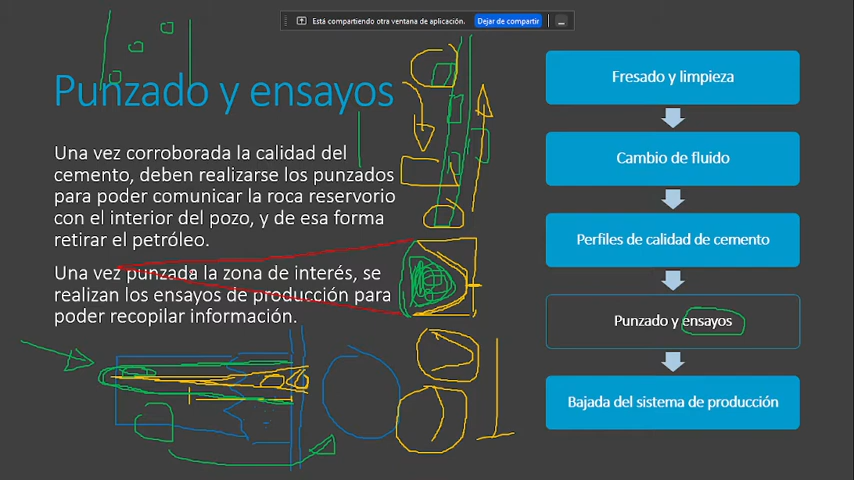 Está compartiendo otra ventana de aplicación.
Dejar de compartir
Punzado y ensayos
Una vez corroborada la calidad del
cemento, deben realizarse los punzados
para poder comunicar la roca reservorio
con el interior del pozo, y de esa forma
retirar el petróleo.
Una vez punzada la zona de interés, se
realizan los ensayos de producción para
poder recopilar información.
Fresado y limpieza
Cambio de fluido
Perfiles de calidad de cemento
Punzado y ensayos
Bajada del sistema de producción